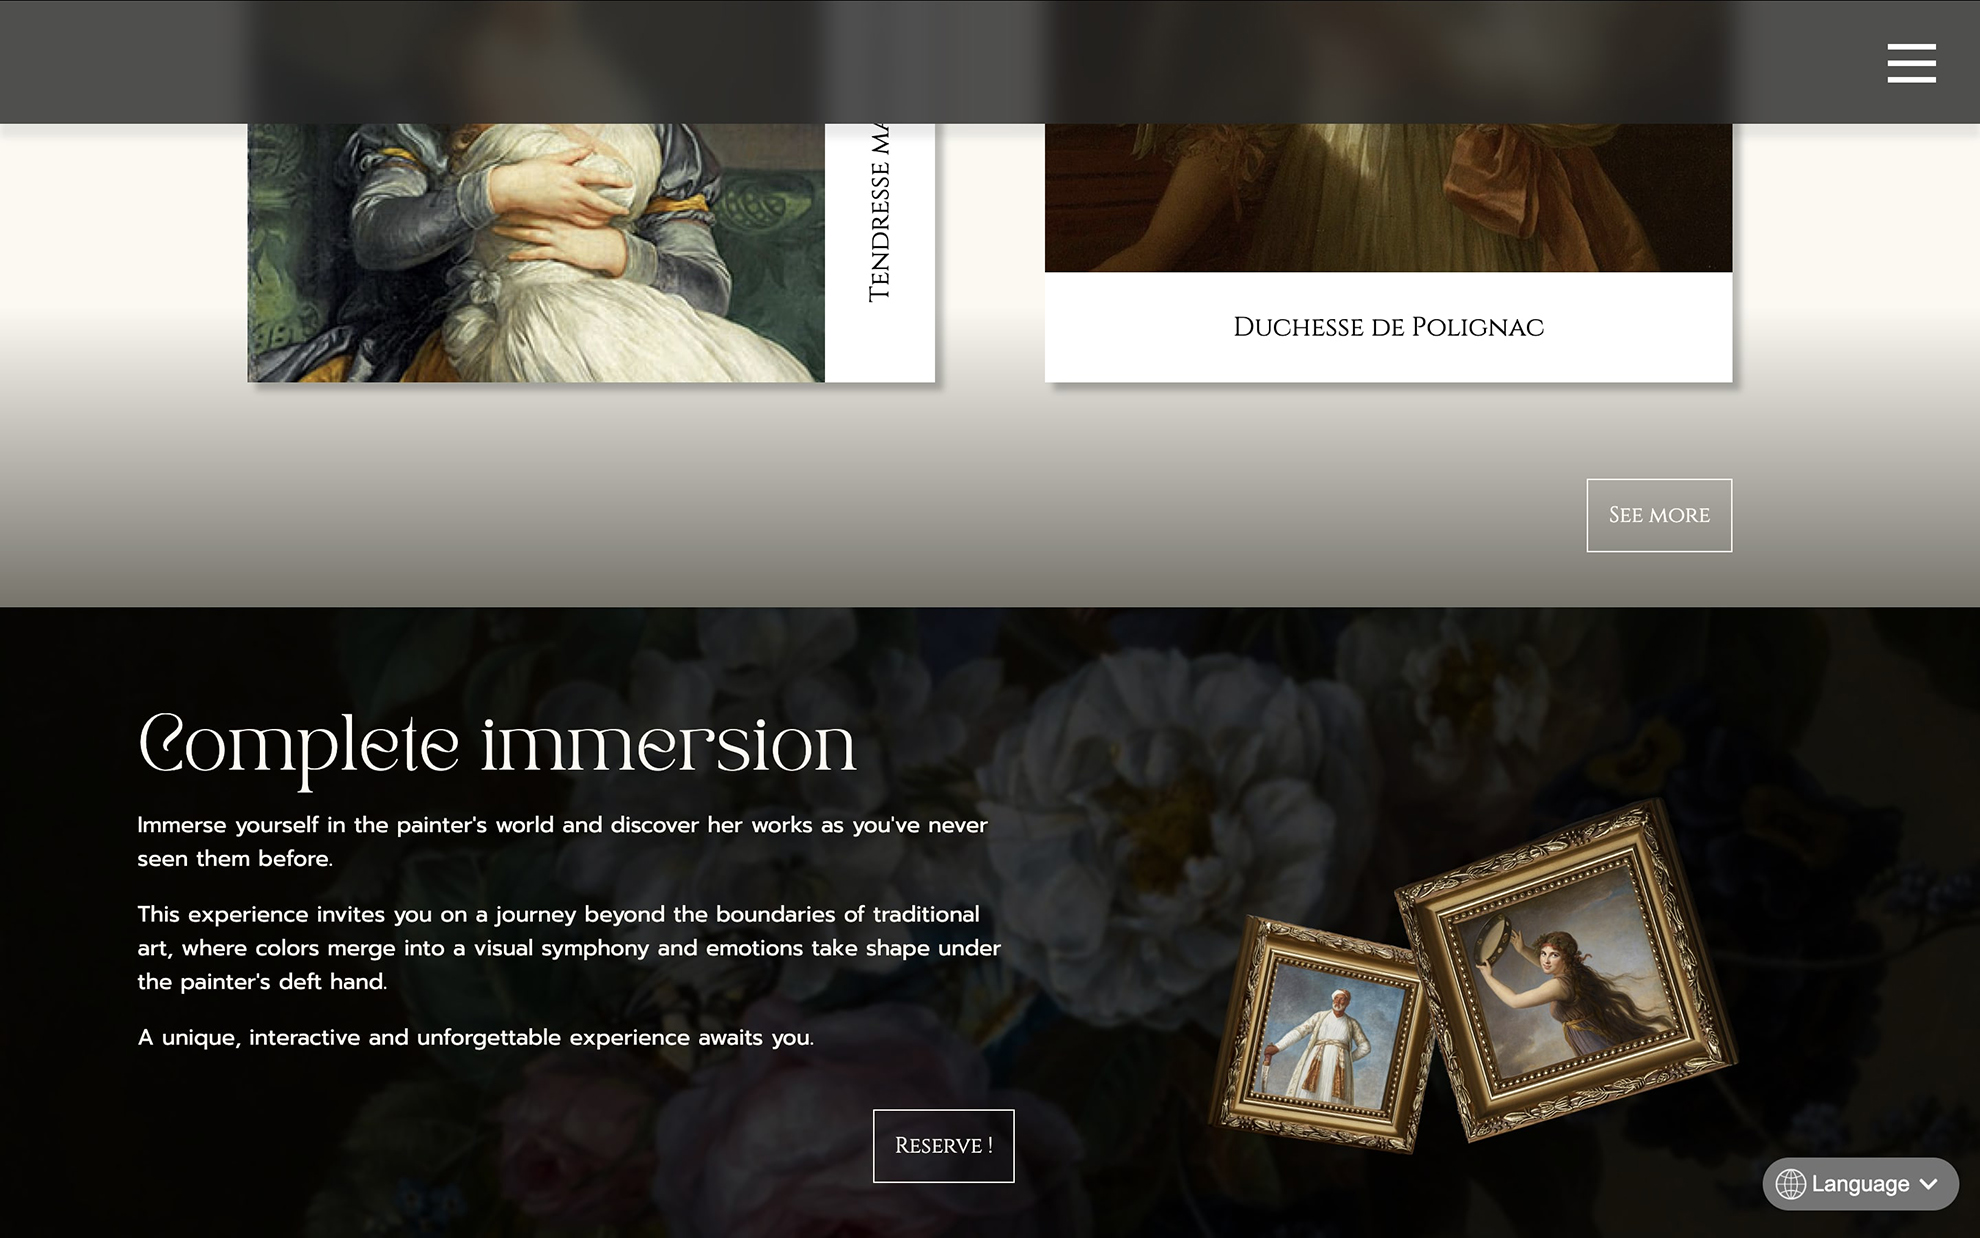 TENDRESSE
DUCHESSE DE POLIGNAC
SEE MORE
Complete immersion
Immerse yourself in the painter's world and discover her works as you've never
seen them before.
This experience invites you on a journey beyond the boundaries of traditional
art, where colors merge into a visual symphony and emotions take shape under
the painter's deft hand.
A unique, interactive and unforgettable experience awaits you.
RESERVE !
Language